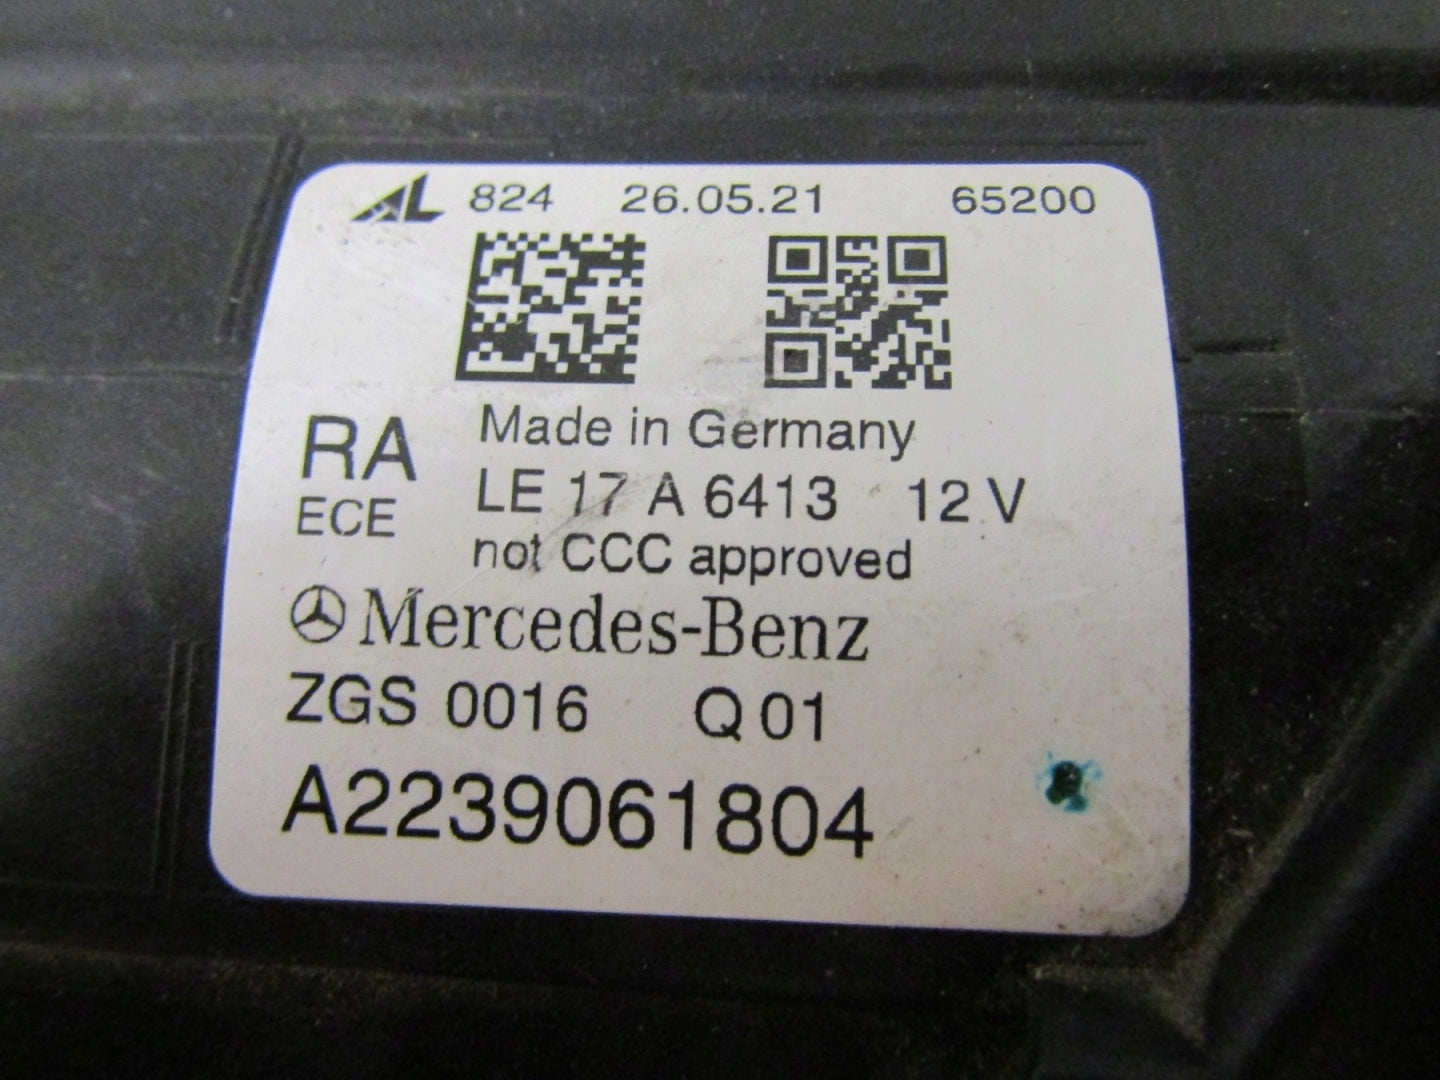 AL 824 26.05.21 65200
Made in Germany
RA LE 17 A 6413 12 V
ECE not CCC approved
Mercedes-Benz
ZGS 0016 Q 01
A2239061804